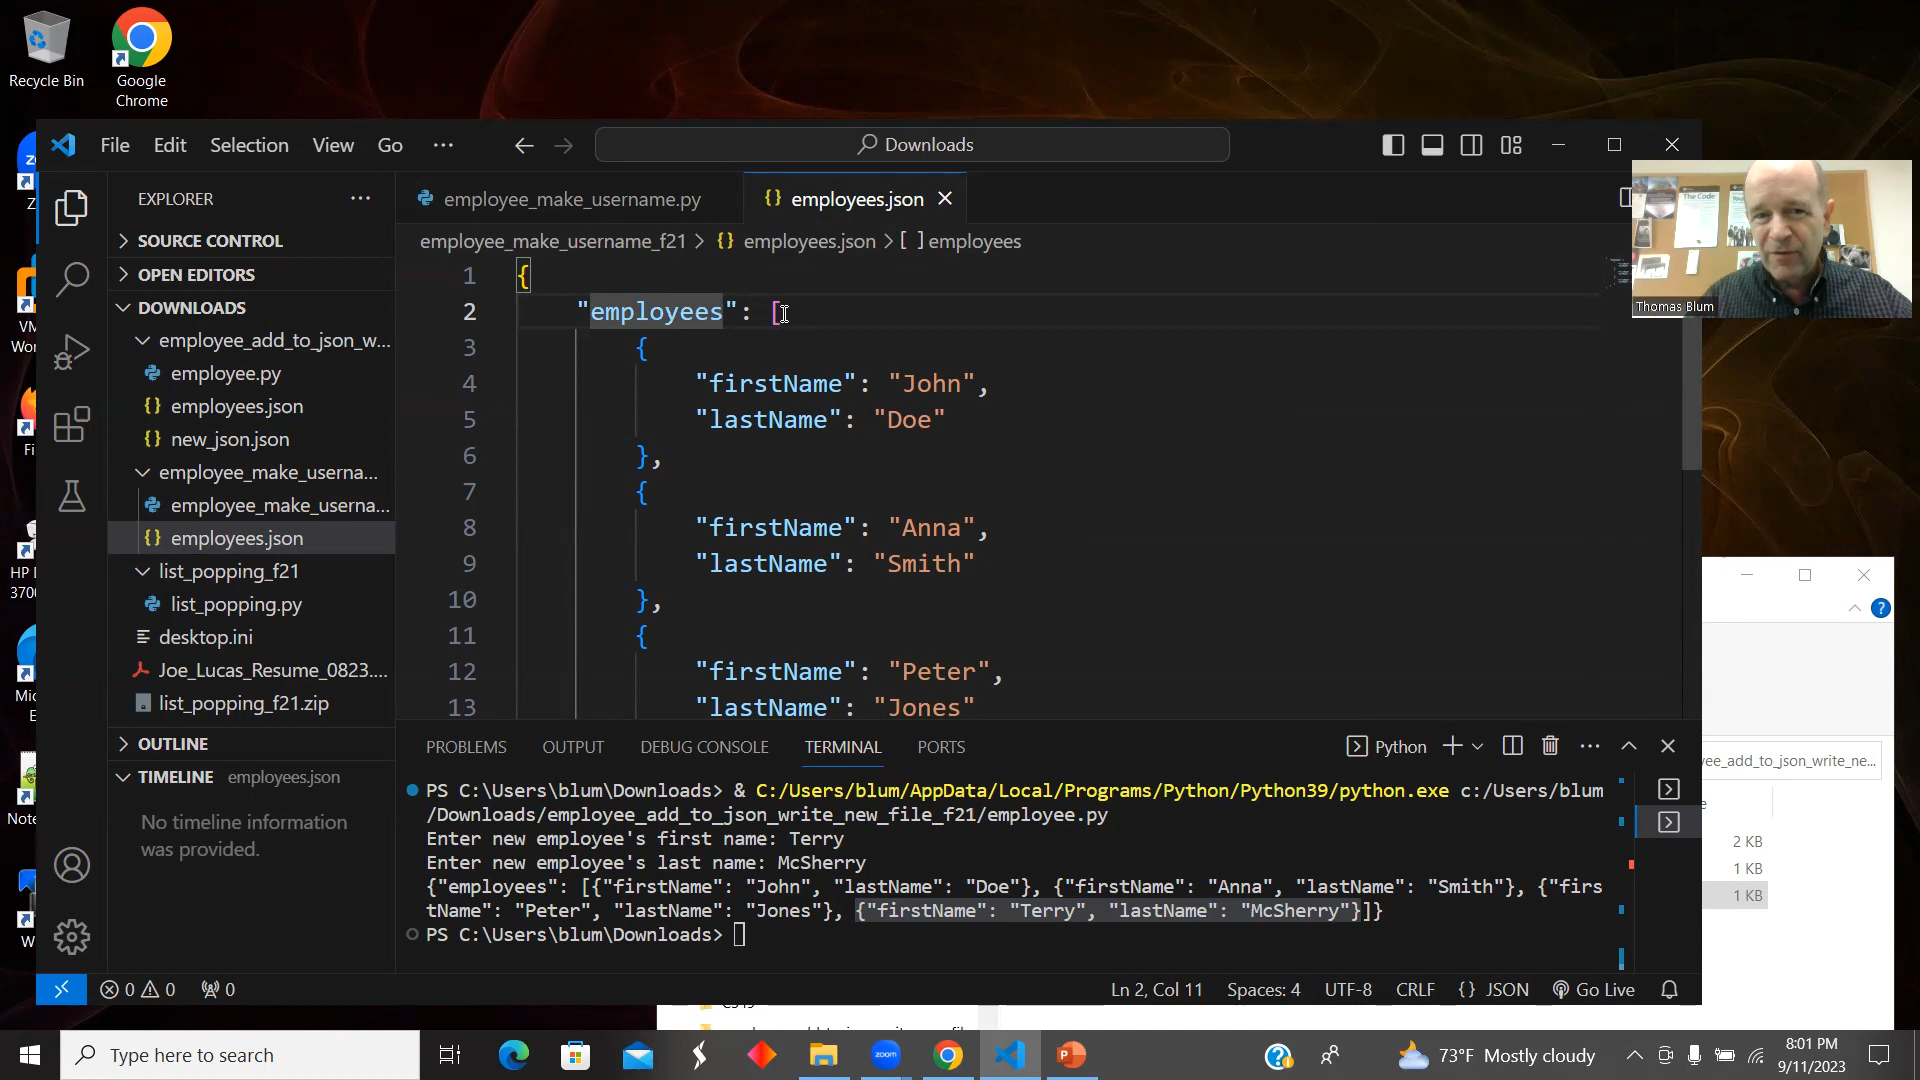 Recycle Bin
Google
Chrome
File Edit Selection View Go ···
Downloads
EXPLORER ···
SOURCE CONTROL
OPEN EDITORS
DOWNLOADS
employee_add_to_json_w...
employee.py
employees.json
new_json.json
employee_make_userna...
employee_make_userna...
employees.json
list_popping_f21
list_popping.py
desktop.ini
Joe_Lucas_Resume_0823....
list_popping_f21.zip
OUTLINE
TIMELINE employees.json
No timeline information
was provided.
employee_make_username.py
{} employees.json
employee_make_username_f21 > {} employees.json > [ ] employees
1 {
2 "employees": [
3 {
4 "firstName": "John",
5 "lastName": "Doe"
6 },
7 {
8 "firstName": "Anna",
9 "lastName": "Smith"
10 },
11 {
12 "firstName": "Peter",
13 "lastName": "Jones"
PROBLEMS OUTPUT DEBUG CONSOLE TERMINAL PORTS
Python
PS C:\Users\blum\Downloads> & C:/Users/blum/AppData/Local/Programs/Python/Python39/python.exe c:/Users/blum
/Downloads/employee_add_to_json_write_new_file_f21/employee.py
Enter new employee's first name: Terry
Enter new employee's last name: McSherry
{"employees": [{"firstName": "John", "lastName": "Doe"}, {"firstName": "Anna", "lastName": "Smith"}, {"firs
tName": "Peter", "lastName": "Jones"}, {"firstName": "Terry", "lastName": "McSherry"}]}
PS C:\Users\blum\Downloads>
0 0 0
Ln 2, Col 11 Spaces: 4 UTF-8 CRLF {} JSON Go Live
Thomas Blum
The Code
yee_add_to_json_write_ne...
2 KB
1 KB
1 KB
HP
3700
Type here to search
zoom
73°F Mostly cloudy
8:01 PM
9/11/2023